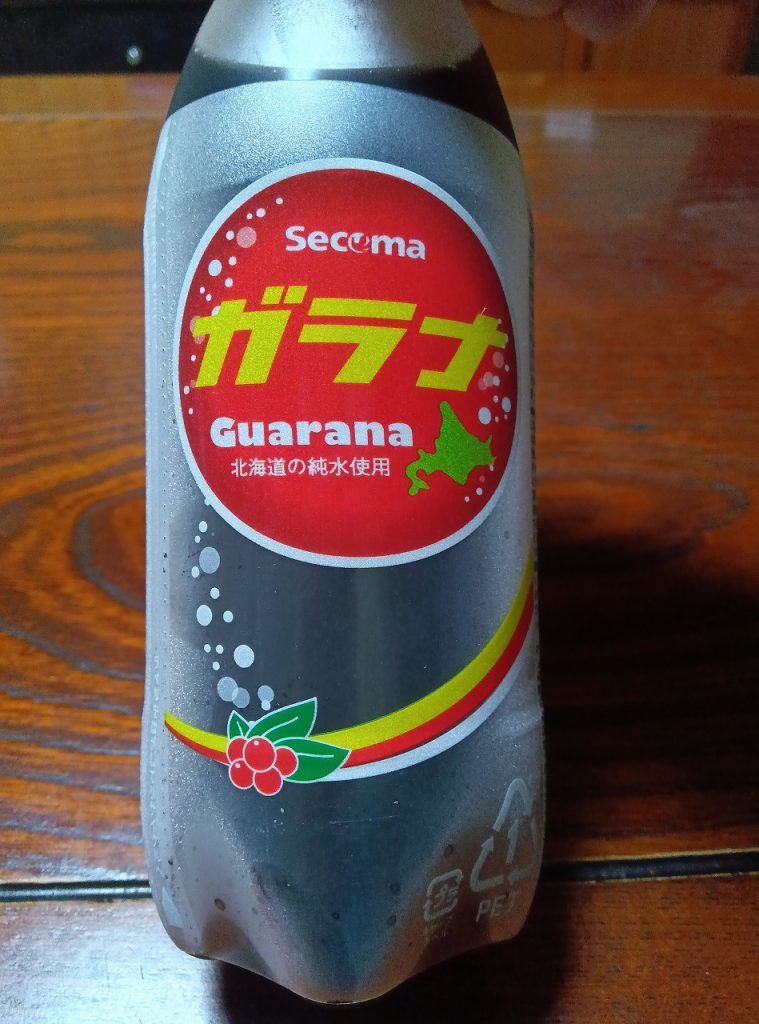 Secoma
ガラナ
Guarana
北海道の純水使用
PET